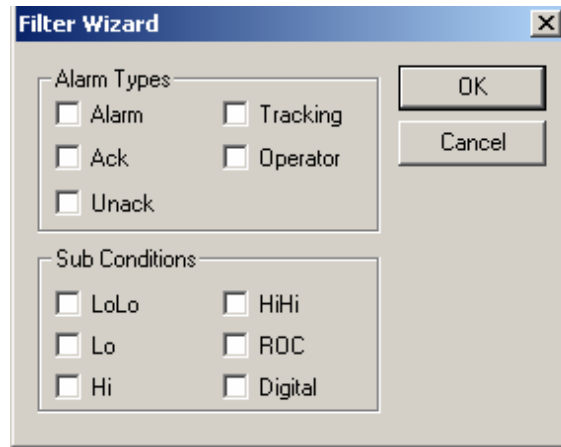 Filter Wizard
Alarm Types
Alarm
Tracking
Ack
Operator
Unack
OK
Cancel
Sub Conditions
LoLo
HiHi
Lo
ROC
Hi
Digital